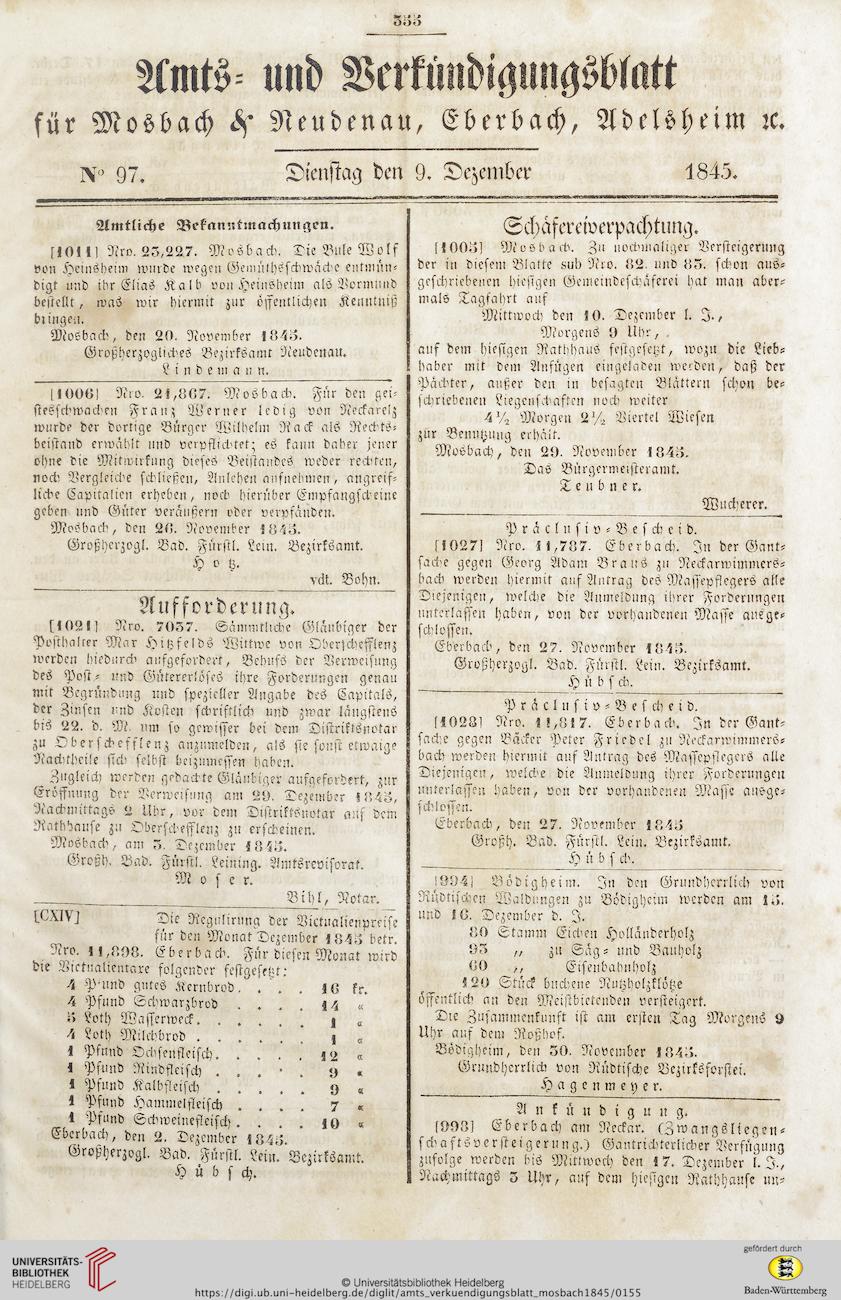 355
Amts- und Verkündigungsblatt
für Mosbach & Neudenau, Eberbach, Adelsheim ꝛc.
No 97. Dienstag den 9. Dezember 1845.
Amtliche Bekanntmachungen.
[1011] Nro. 23,227. Mosbach. Die Bule Wolf
von Heinsheim wurde wegen Gemüthsschwäche entmün-
digt und ihr Elias Kalb von Heinsheim als Vormund
bestellt, was wir hiermit zur öffentlichen Kenntniß
bringen.
Mosbach, den 20. November 1845.
Großherzogliches Bezirksamt Neudenau.
Lindemann.
[1006] Nro. 21,867. Mosbach. Für den gei-
stesschwachen Franz Werner ledig von Neckarelz
wurde der dortige Bürger Wilhelm Rack als Rechts-
beistand erwählt und verpflichtet; es kann daher jener
ohne die Mitwirkung dieses Beistandes weder rechten,
noch Vergleiche schließen, Anlehen aufnehmen, angreif-
liche Capitalien erheben, noch hierüber Empfangscheine
geben und Güter veräußern oder verpfänden.
Mosbach, den 26. November 1845.
Großherzogl. Bad. Fürstl. Lein. Bezirksamt.
Hotz.
vdt. Bohn.
Aufforderung.
[1021] Nro. 7037. Sämmtliche Gläubiger der
Posthalter Max Hitzfelds Wittwe von Oberschefflenz
werden hiedurch aufgefordert, Behufs der Verweisung
des Post- und Gütererlöses ihre Forderungen genau
mit Begründung und spezieller Angabe des Capitals,
der Zinsen und Kosten schriftlich und zwar längstens
bis 22. d. M. um so gewisser bei dem Distriktsnotar
zu Oberschefflenz anzumelden, als sie sonst etwaige
Nachtheile sich selbst beizumessen haben.
Zugleich werden gedachte Gläubiger aufgefordert, zur
Eröffnung der Verweisung am 29. Dezember 1845,
Nachmittags 2 Uhr, vor dem Distriktsnotar auf dem
Rathhause zu Oberschefflenz zu erscheinen.
Mosbach, am 3. Dezember 1845.
Großh. Bad. Fürstl. Leining. Amtsrevisorat.
Moser.
Bihl, Notar.
[CXIV] Die Regulirung der Victualienpreise
für den Monat Dezember 1845 betr.
Nro. 11,898. Eberbach. Für diesen Monat wird
die Victualientaxe folgender festgesetzt:
4 Pfund gutes Kernbrod. . . . 16 kr.
4 Pfund Schwarzbrod . . . . 14 «
5 Loth Wasserweck. . . . . . 1 «
4 Loth Milchbrod . . . . . . 1 «
1 Pfund Ochsenfleisch. . . . . 12 «
1 Pfund Rindfleisch . . . . . 9 «
1 Pfund Kalbfleisch . . . . . 9 «
1 Pfund Hammelfleisch . . . . 7 «
1 Pfund Schweinefleisch . . . . 10 «
Eberbach, den 2. Dezember 1845.
Großherzogl. Bad. Fürstl. Lein. Bezirksamt.
Hübsch.
Schäfereiverpachtung.
[1005] Mosbach. Zu nochmaliger Versteigerung
der in diesem Blatte sub Nro. 82. und 83. schon aus-
geschriebenen hiesigen Gemeindeschäferei hat man aber-
mals Tagfahrt auf
Mittwoch den 10. Dezember l. J.,
Morgens 9 Uhr,
auf dem hiesigen Rathhaus festgesetzt, wozu die Lieb-
haber mit dem Anfügen eingeladen werden, daß der
Pächter, außer den in besagten Blättern schon be-
schriebenen Liegenschaften noch weiter
4½ Morgen 2½ Viertel Wiesen
zur Benutzung erhält.
Mosbach, den 29. November 1845.
Das Bürgermeisteramt.
Teubner.
Wucherer.
Präclusiv-Bescheid.
[1027] Nro. 11,787. Eberbach. In der Gant-
sache gegen Georg Adam Braus zu Neckarwimmers-
bach werden hiermit auf Antrag des Massepflegers alle
Diejenigen, welche die Anmeldung ihrer Forderungen
unterlassen haben, von der vorhandenen Masse ausge-
schlossen.
Eberbach, den 27. November 1845.
Großherzogl. Bad. Fürstl. Lein. Bezirksamt.
Hübsch.
Präclusiv-Bescheid.
[1028] Nro. 11,817. Eberbach. In der Gant-
sache gegen Bäcker Peter Friedel zu Neckarwimmers-
bach werden hiermit auf Antrag des Massepflegers alle
Diejenigen, welche die Anmeldung ihrer Forderungen
unterlassen haben, von der vorhandenen Masse ausge-
schlossen.
Eberbach, den 27. November 1845
Großh. Bad. Fürstl. Lein. Bezirksamt.
Hübsch.
[994] Bödigheim. In den Grundherrlich von
Rüdtischen Waldungen zu Bödigheim werden am 15.
und 16. Dezember d. J.
80 Stamm Eichen Holländerholz
93 „ zu Säg- und Bauholz
60 „ Eisenbahnholz
120 Stück buchene Nutzholzklötze
öffentlich an den Meistbietenden versteigert.
Die Zusammenkunft ist am ersten Tag Morgens 9
Uhr auf dem Roßhof.
Bödigheim, den 30. November 1845.
Grundherrlich von Rüdtische Bezirksforstei.
Hagenmeyer.
Ankündigung.
[998] Eberbach am Neckar. (Zwangsliegen-
schaftsversteigerung.) Gantrichterlicher Verfügung
zufolge werden bis Mittwoch den 17. Dezember l. J.,
Nachmittags 3 Uhr, auf dem hiesigen Rathhause un-
UNIVERSITÄTS-
BIBLIOTHEK
HEIDELBERG
© Universitätsbibliothek Heidelberg
https://digi.ub.uni-heidelberg.de/diglit/amts_verkuendigungsblatt_mosbach1845/0155
gefördert durch
Baden-Württemberg